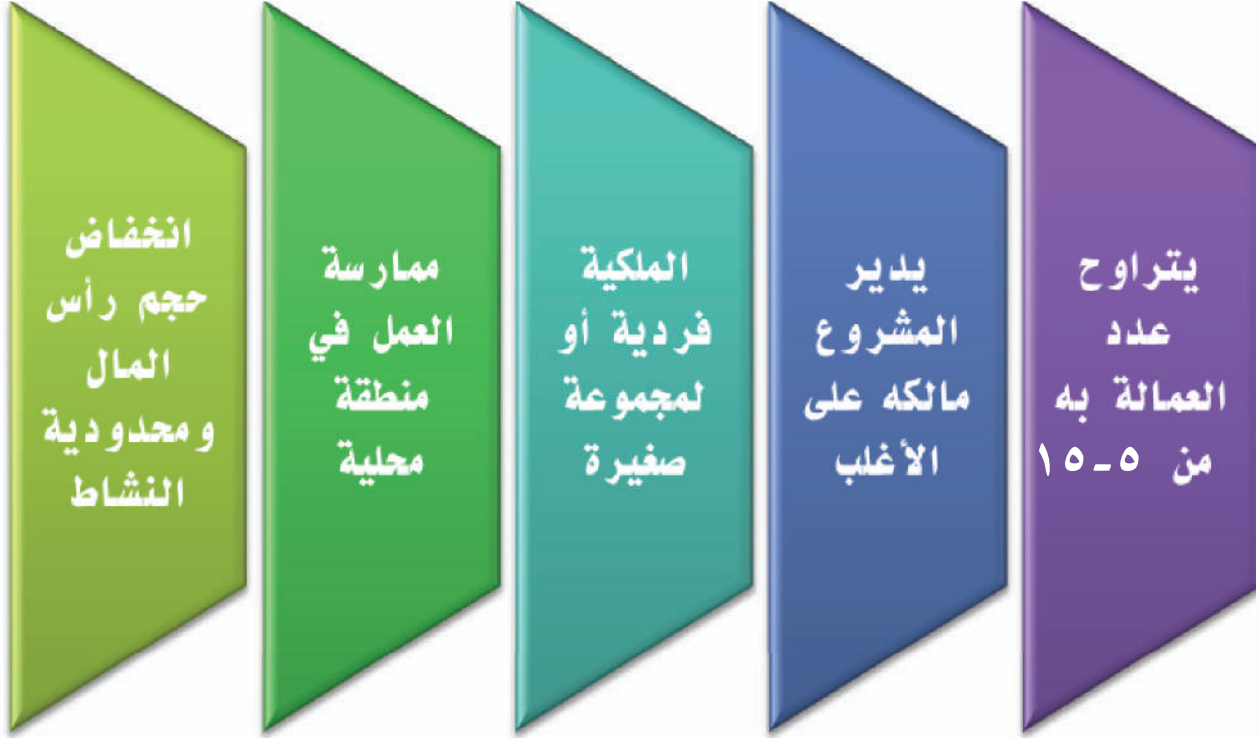 يتراوح
عدد
العمالة به
من ٥-١٥
يدير
المشروع
مالكه على
الأغلب
الملكية
فردية أو
لمجموعة
صغيرة
ممارسة
العمل في
منطقة
محلية
انخفاض
حجم رأس
المال
ومحدودية
النشاط